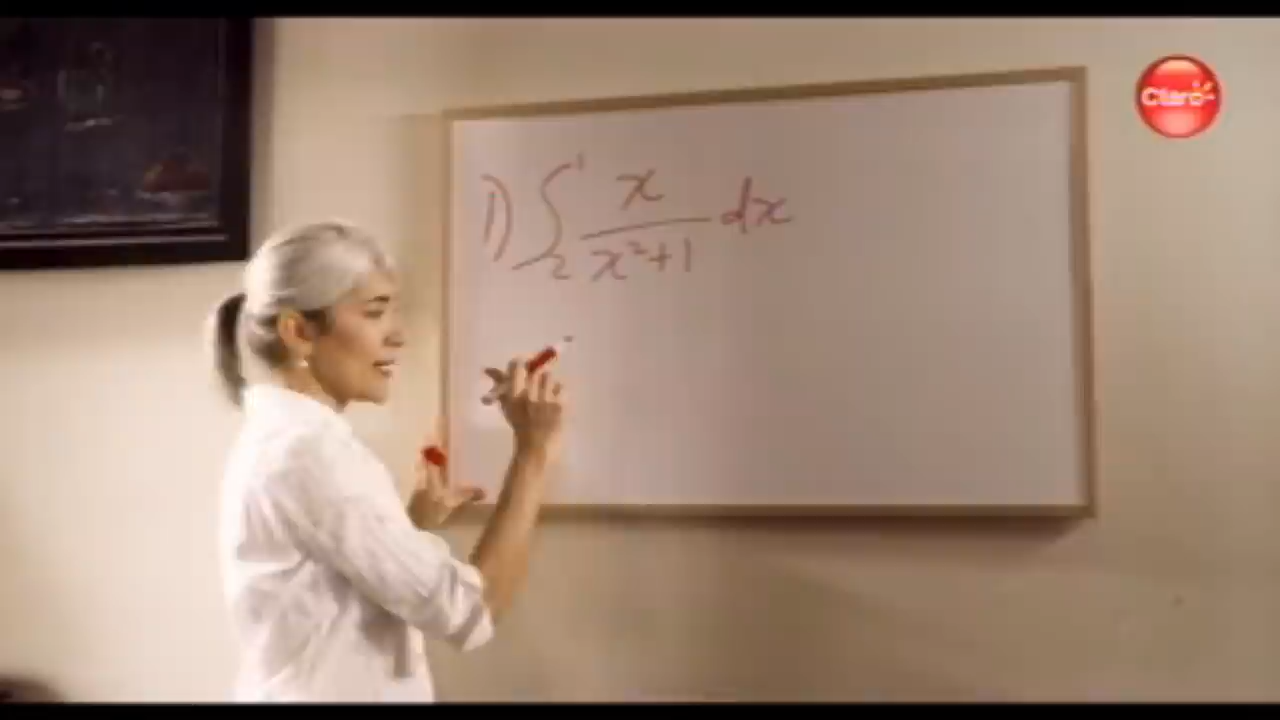 1) ∫₂¹ x/(x²+1) dx
Claro